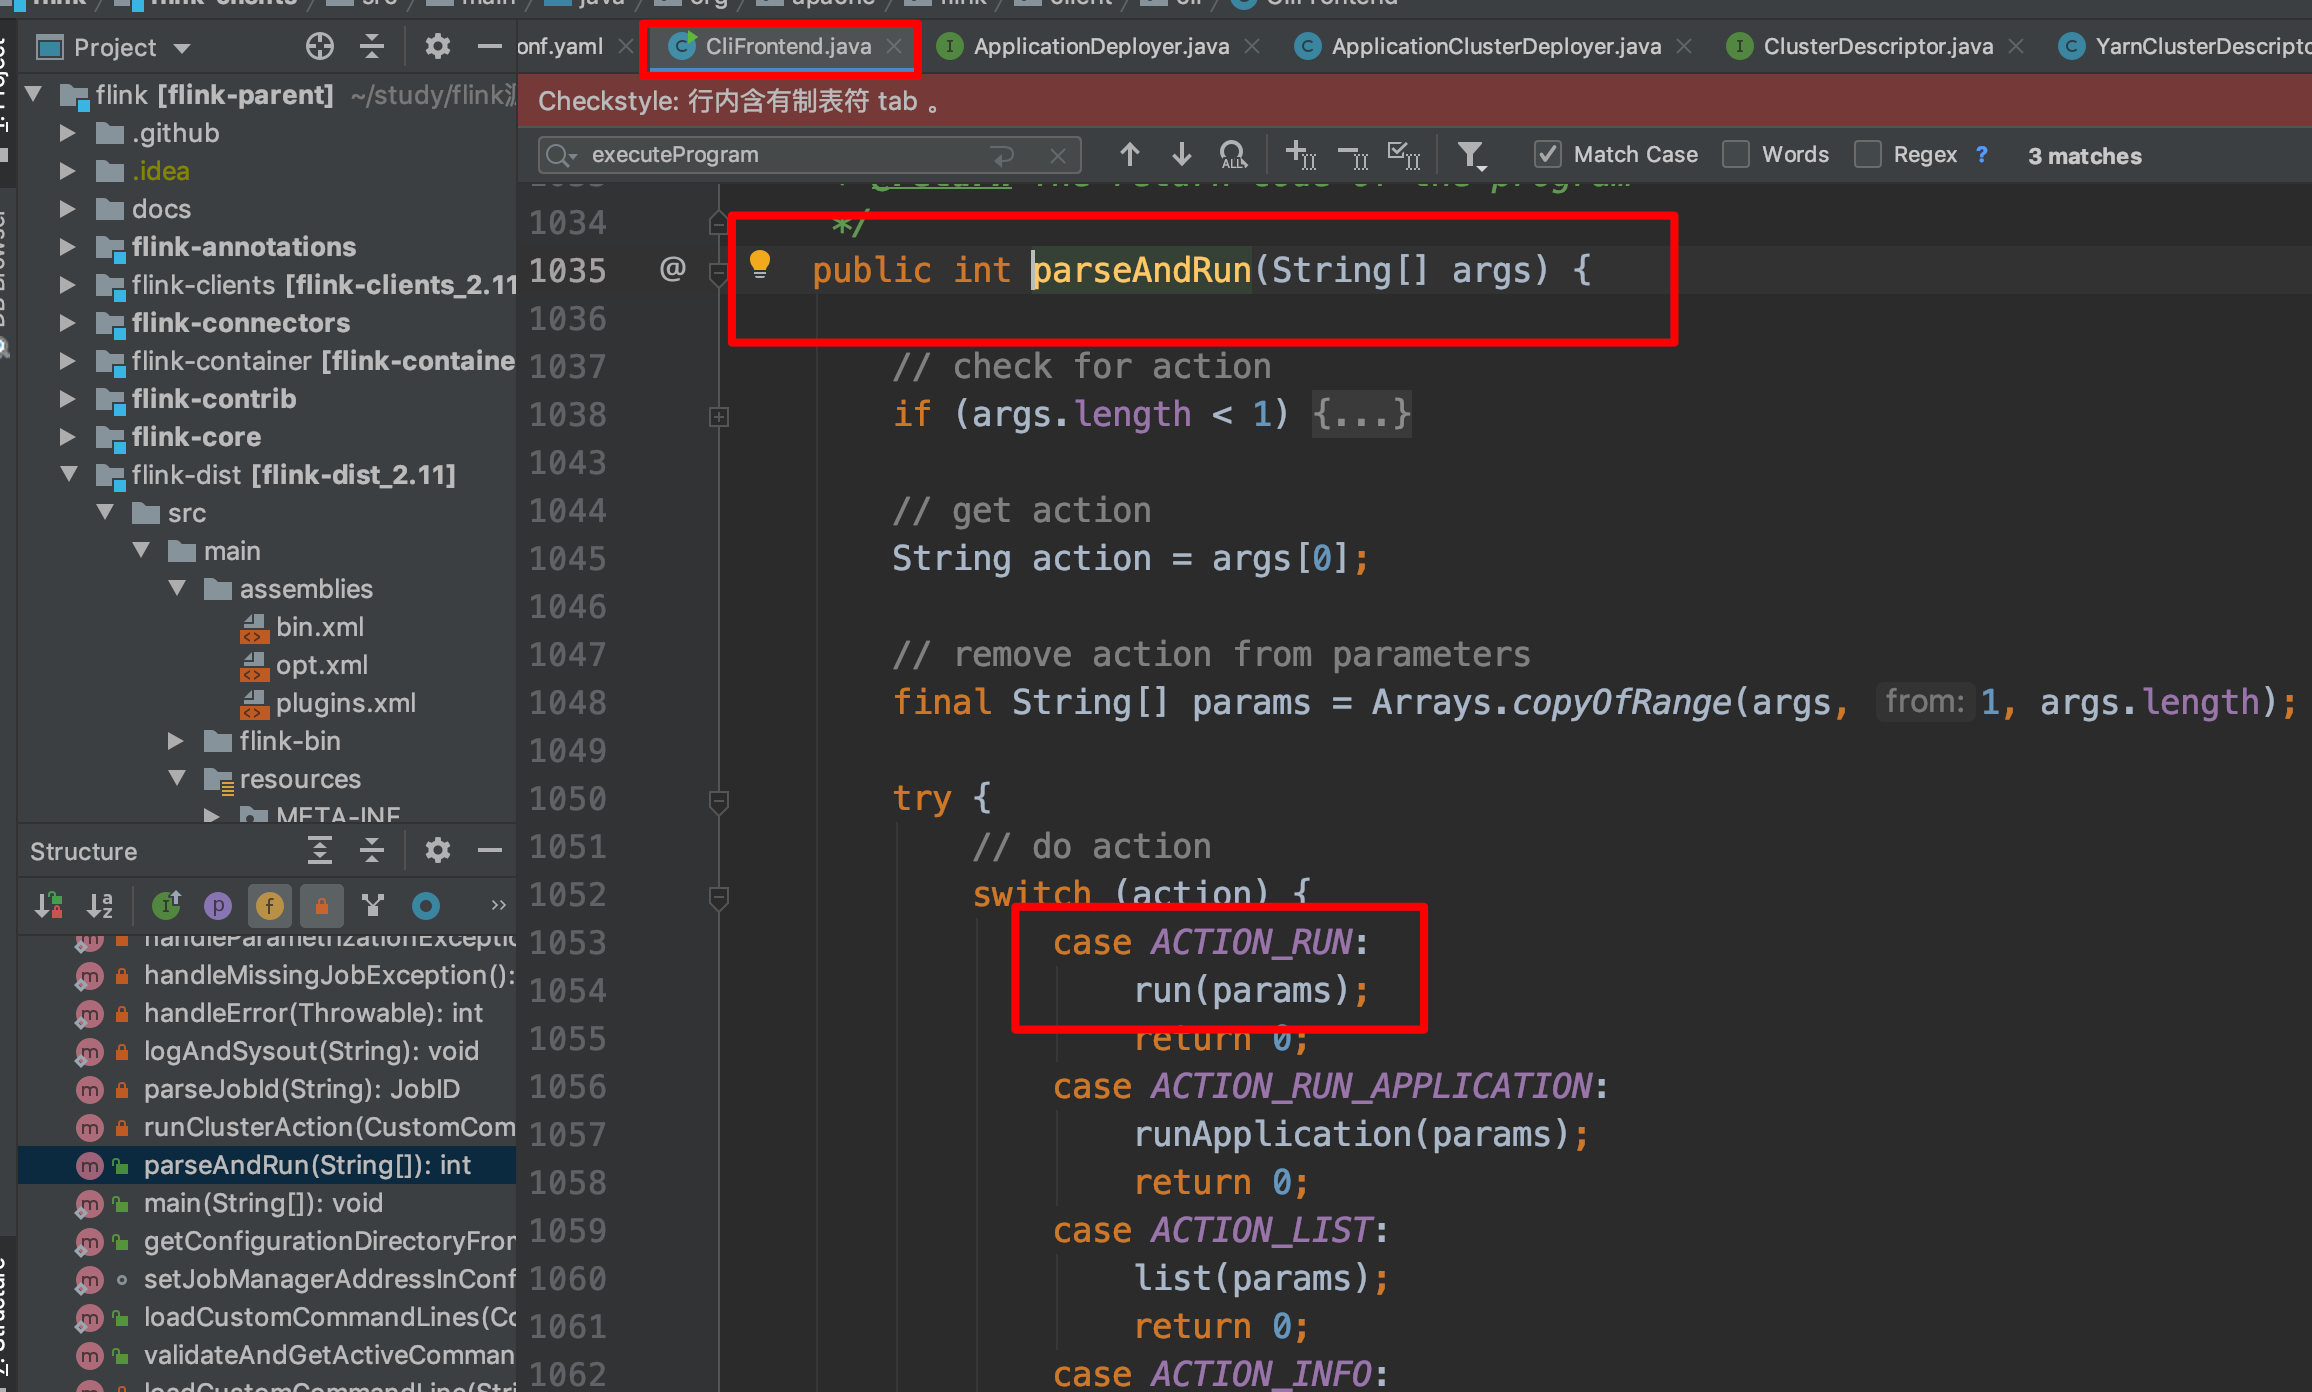 Project
onf.yaml
CliFrontend.java
ApplicationDeployer.java
ApplicationClusterDeployer.java
ClusterDescriptor.java
YarnClusterDescripto
flink [flink-parent] ~/study/flink
Checkstyle: 行内含有制表符 tab 。
executeProgram
Match Case
Words
Regex ?
3 matches
.github
.idea
docs
flink-annotations
flink-clients [flink-clients_2.11
flink-connectors
flink-container [flink-containe
flink-contrib
flink-core
flink-dist [flink-dist_2.11]
src
main
assemblies
bin.xml
opt.xml
plugins.xml
flink-bin
resources
META-INF
Structure
handleParametrizationExceptio
handleMissingJobException():
handleError(Throwable): int
logAndSysout(String): void
parseJobId(String): JobID
runClusterAction(CustomCom
parseAndRun(String[]): int
main(String[]): void
getConfigurationDirectoryFron
setJobManagerAddressInConf
loadCustomCommandLines(Co
validateAndGetActiveComman
loadCustomCommandLine(Stri
* @return The return code of the program
1034 */
1035 @ public int parseAndRun(String[] args) {
1036
1037 // check for action
1038 if (args.length < 1) {...}
1043
1044 // get action
1045 String action = args[0];
1046
1047 // remove action from parameters
1048 final String[] params = Arrays.copyOfRange(args, from: 1, args.length);
1049
1050 try {
1051 // do action
1052 switch (action) {
1053 case ACTION_RUN:
1054 run(params);
1055 return 0;
1056 case ACTION_RUN_APPLICATION:
1057 runApplication(params);
1058 return 0;
1059 case ACTION_LIST:
1060 list(params);
1061 return 0;
1062 case ACTION_INFO: